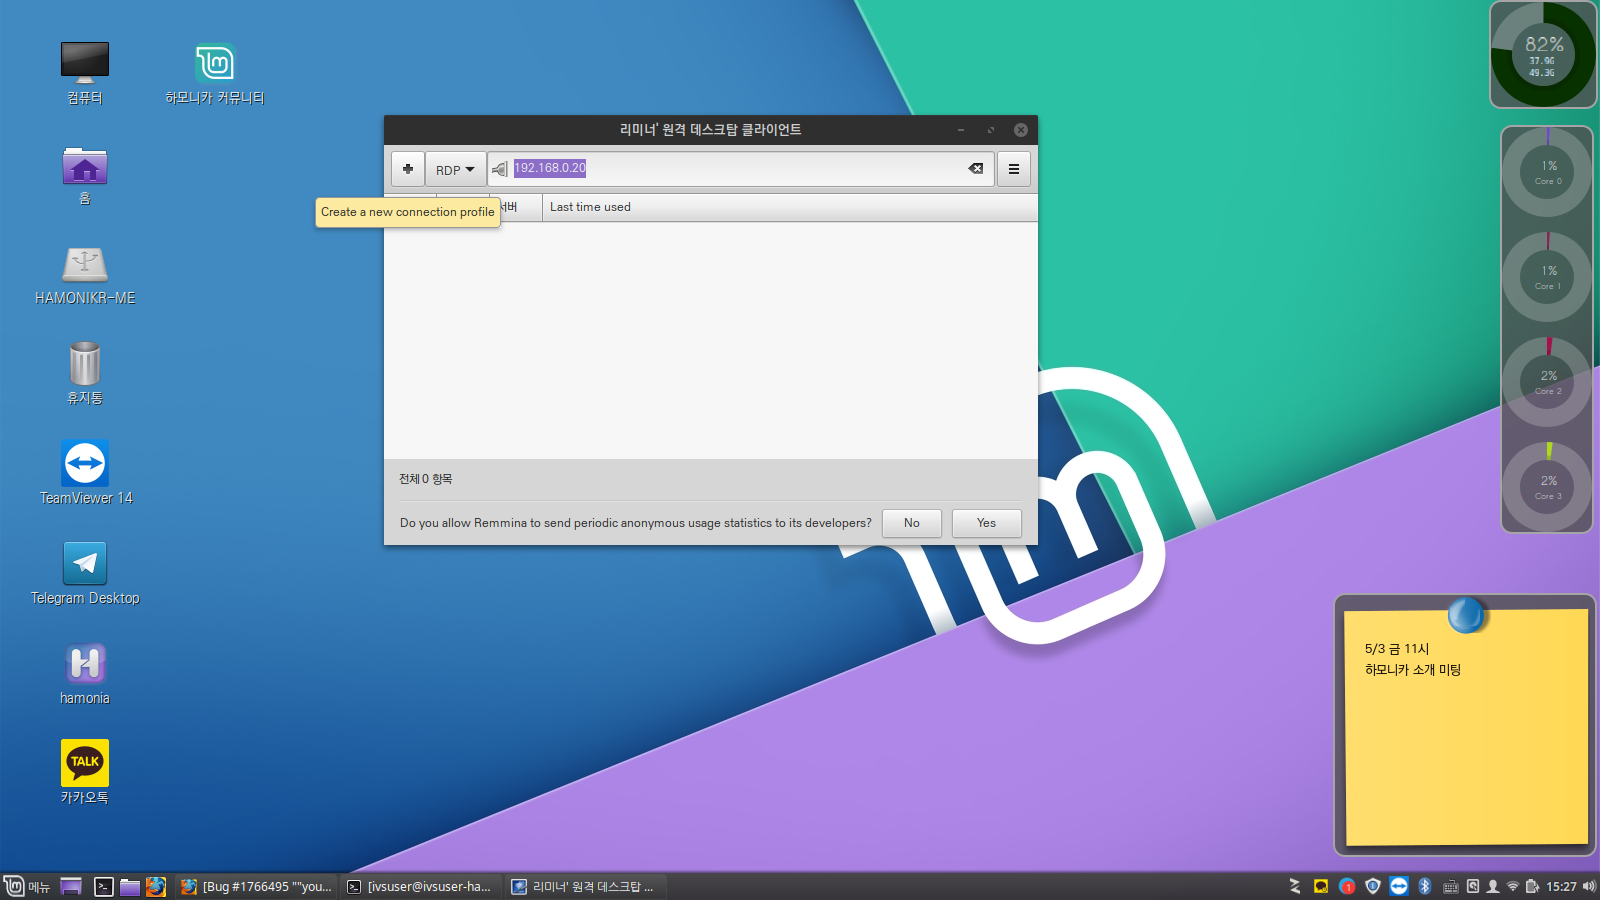 컴퓨터
하모니카 커뮤니티
홈
HAMONIKR-ME
휴지통
TeamViewer 14
Telegram Desktop
hamonia
TALK
카카오톡
리미너' 원격 데스크탑 클라이언트
RDP
192.168.0.20
Create a new connection profile
서버
Last time used
전체 0 항목
Do you allow Remmina to send periodic anonymous usage statistics to its developers?
No
Yes
82%
37.9G
49.3G
1%
Core 0
1%
Core 1
2%
Core 2
2%
Core 3
5/3 금 11시
하모니카 소개 미팅
메뉴
[Bug #1766495 ""you...
[ivsuser@ivsuser-ha...
리미너' 원격 데스크탑 ...
1
15:27